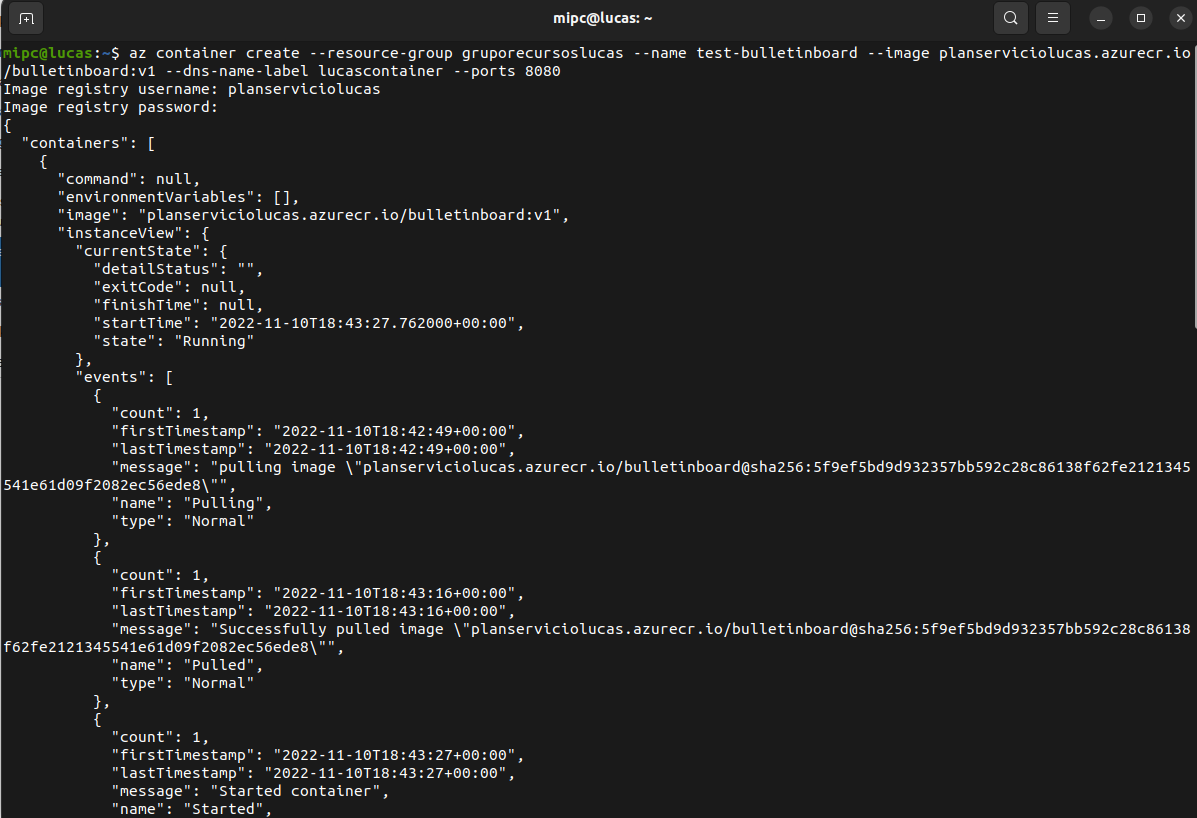 mipc@lucas: ~
mipc@lucas:~$ az container create --resource-group gruporecursoslucas --name test-bulletinboard --image planserviciolucas.azurecr.io
/bulletinboard:v1 --dns-name-label lucascontainer --ports 8080
Image registry username: planserviciolucas
Image registry password:
{
  "containers": [
    {
      "command": null,
      "environmentVariables": [],
      "image": "planserviciolucas.azurecr.io/bulletinboard:v1",
      "instanceView": {
        "currentState": {
          "detailStatus": "",
          "exitCode": null,
          "finishTime": null,
          "startTime": "2022-11-10T18:43:27.762000+00:00",
          "state": "Running"
        },
        "events": [
          {
            "count": 1,
            "firstTimestamp": "2022-11-10T18:42:49+00:00",
            "lastTimestamp": "2022-11-10T18:42:49+00:00",
            "message": "pulling image \"planserviciolucas.azurecr.io/bulletinboard@sha256:5f9ef5bd9d932357bb592c28c86138f62fe2121345
541e61d09f2082ec56ede8\"",
            "name": "Pulling",
            "type": "Normal"
          },
          {
            "count": 1,
            "firstTimestamp": "2022-11-10T18:43:16+00:00",
            "lastTimestamp": "2022-11-10T18:43:16+00:00",
            "message": "Successfully pulled image \"planserviciolucas.azurecr.io/bulletinboard@sha256:5f9ef5bd9d932357bb592c28c86138
f62fe2121345541e61d09f2082ec56ede8\"",
            "name": "Pulled",
            "type": "Normal"
          },
          {
            "count": 1,
            "firstTimestamp": "2022-11-10T18:43:27+00:00",
            "lastTimestamp": "2022-11-10T18:43:27+00:00",
            "message": "Started container",
            "name": "Started",